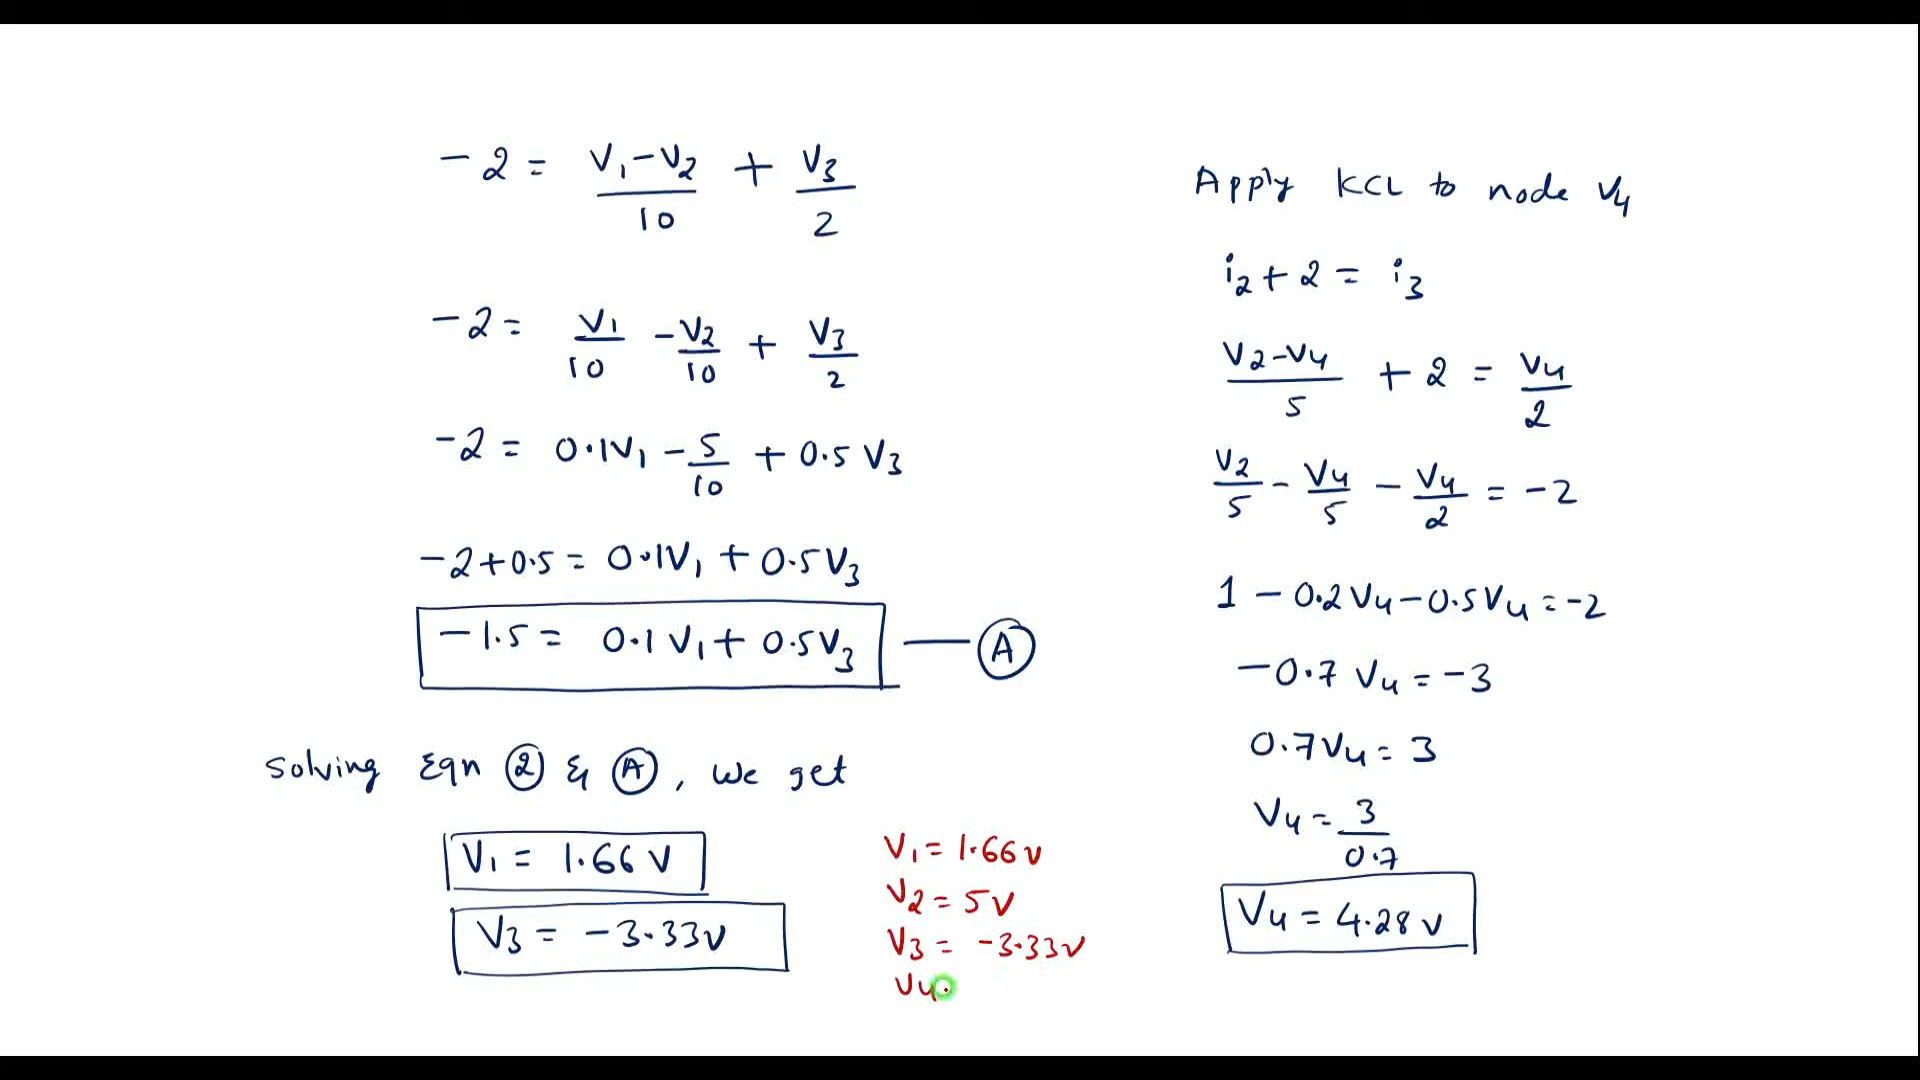 -2 = (V₁-V₂)/10 + V₃/2
-2 = V₁/10 - V₂/10 + V₃/2
-2 = 0.1V₁ - 5/10 + 0.5 V₃
-2+0.5 = 0.1V₁ + 0.5V₃
-1.5 = 0.1 V₁ + 0.5V₃ — Ⓐ
Solving Eqn ② & Ⓐ, we get
V₁ = 1.66 V
V₃ = -3.33v
V₁ = 1.66v
V₂ = 5v
V₃ = -3.33v
V₄
Apply KCL to node V₄
i₂ + 2 = i₃
(V₂-V₄)/5 + 2 = V₄/2
V₂/5 - V₄/5 - V₄/2 = -2
1 - 0.2V₄ - 0.5V₄ = -2
-0.7 V₄ = -3
0.7V₄ = 3
V₄ = 3/0.7
V₄ = 4.28 v